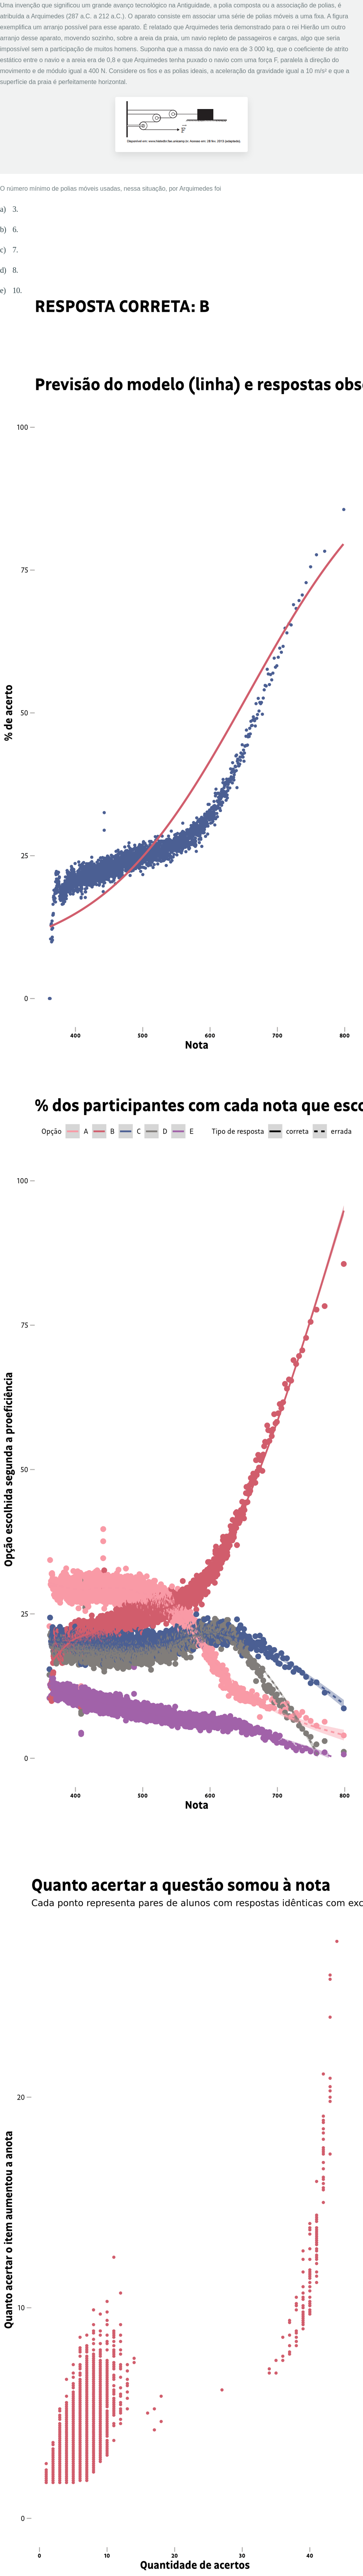 Uma invenção que significou um grande avanço tecnológico na Antiguidade, a polia composta ou a associação de polias, é
atribuída a Arquimedes (287 a.C. a 212 a.C.). O aparato consiste em associar uma série de polias móveis a uma fixa. A figura
exemplifica um arranjo possível para esse aparato. É relatado que Arquimedes teria demonstrado para o rei Hierão um outro
arranjo desse aparato, movendo sozinho, sobre a areia da praia, um navio repleto de passageiros e cargas, algo que seria
impossível sem a participação de muitos homens. Suponha que a massa do navio era de 3 000 kg, que o coeficiente de atrito
estático entre o navio e a areia era de 0,8 e que Arquimedes tenha puxado o navio com uma força F, paralela à direção do
movimento e de módulo igual a 400 N. Considere os fios e as polias ideais, a aceleração da gravidade igual a 10 m/s² e que a
superfície da praia é perfeitamente horizontal.
F
O número mínimo de polias móveis usadas, nessa situação, por Arquimedes foi
a) 3.
b) 6.
c) 7.
d) 8.
e) 10.
RESPOSTA CORRETA: B
Previsão do modelo (linha) e respostas obs
100
75
50
25
0
% de acerto
400 500 600 700 800
Nota
% dos participantes com cada nota que esco
Opção A B C D E Tipo de resposta correta errada
100
75
50
25
0
Opção escolhida segunda a proeficiência
400 500 600 700 800
Nota
Quanto acertar a questão somou à nota
Cada ponto representa pares de alunos com respostas idênticas com exc
20
10
0
Quanto acertar o item aumentou a anota
0 10 20 30 40
Quantidade de acertos